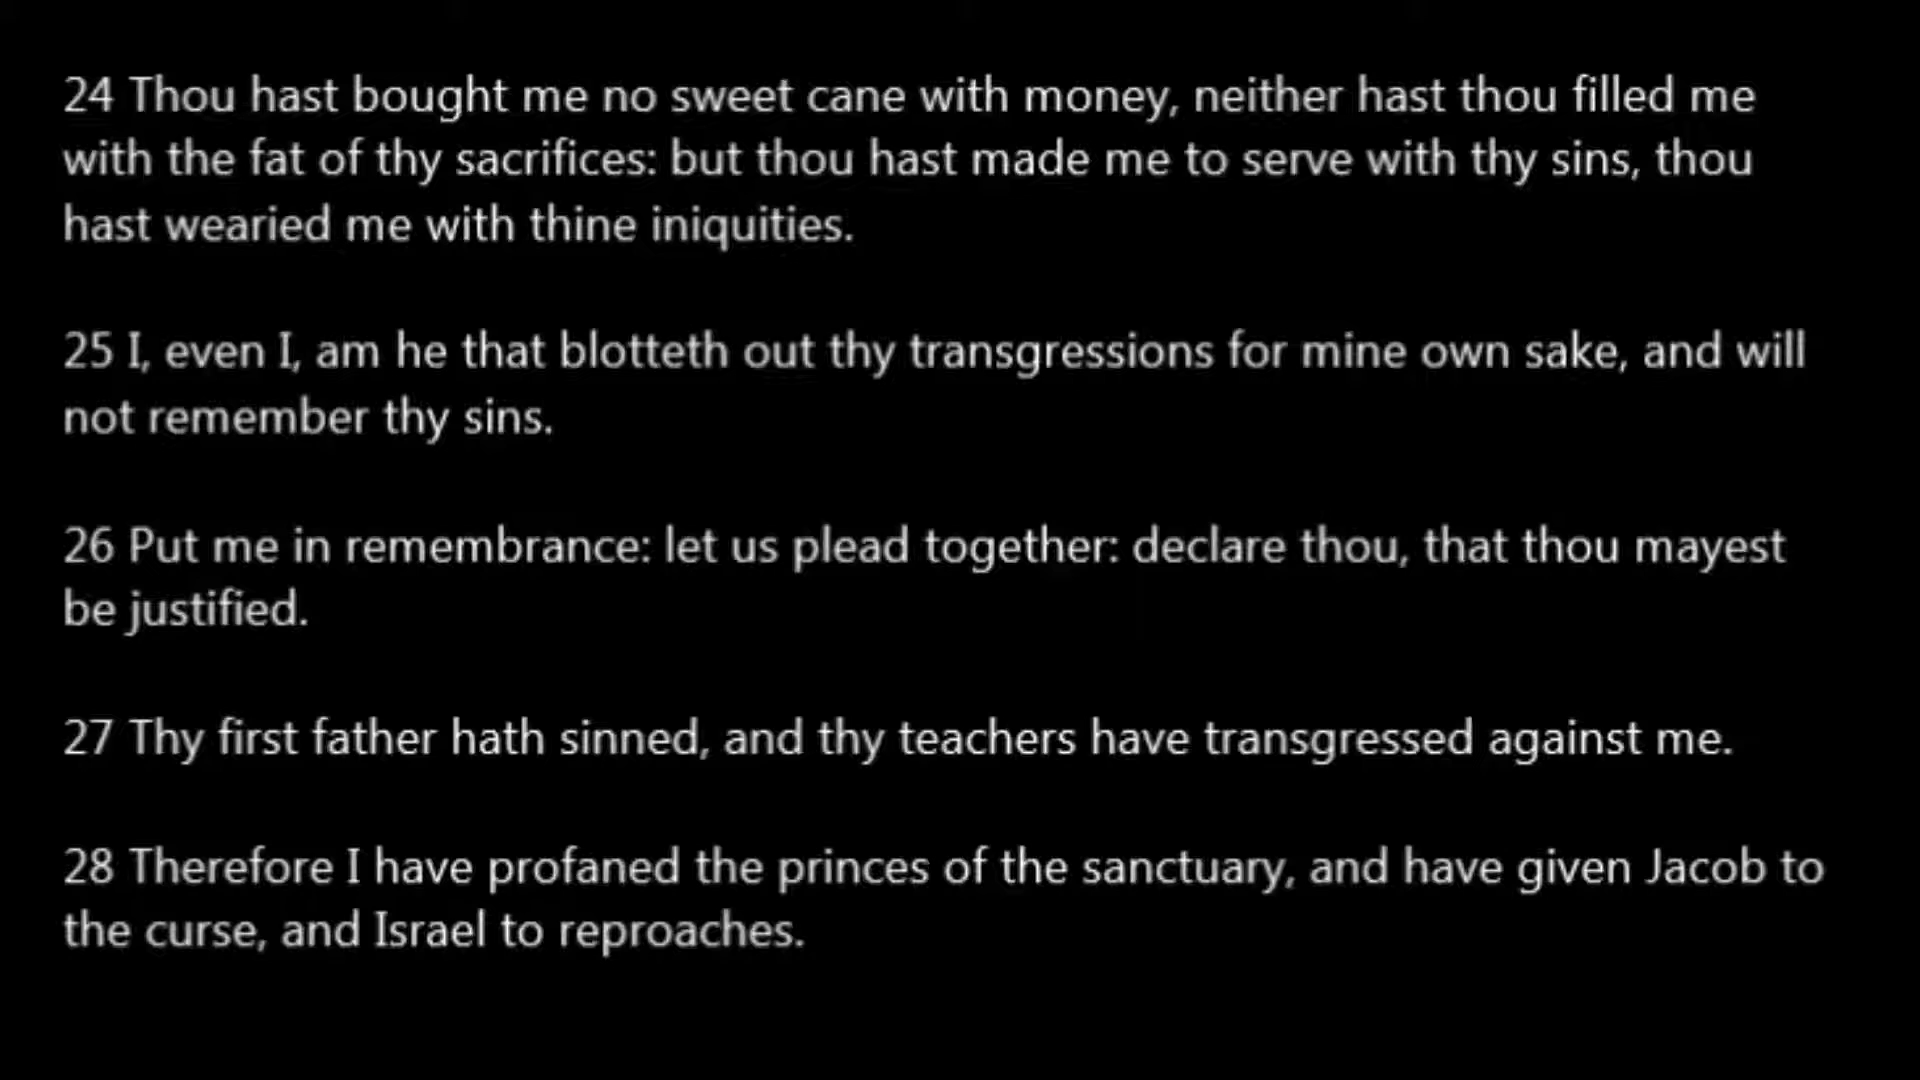 24 Thou hast bought me no sweet cane with money, neither hast thou filled me
with the fat of thy sacrifices: but thou hast made me to serve with thy sins, thou
hast wearied me with thine iniquities.
25 I, even I, am he that blotteth out thy transgressions for mine own sake, and will
not remember thy sins.
26 Put me in remembrance: let us plead together: declare thou, that thou mayest
be justified.
27 Thy first father hath sinned, and thy teachers have transgressed against me.
28 Therefore I have profaned the princes of the sanctuary, and have given Jacob to
the curse, and Israel to reproaches.